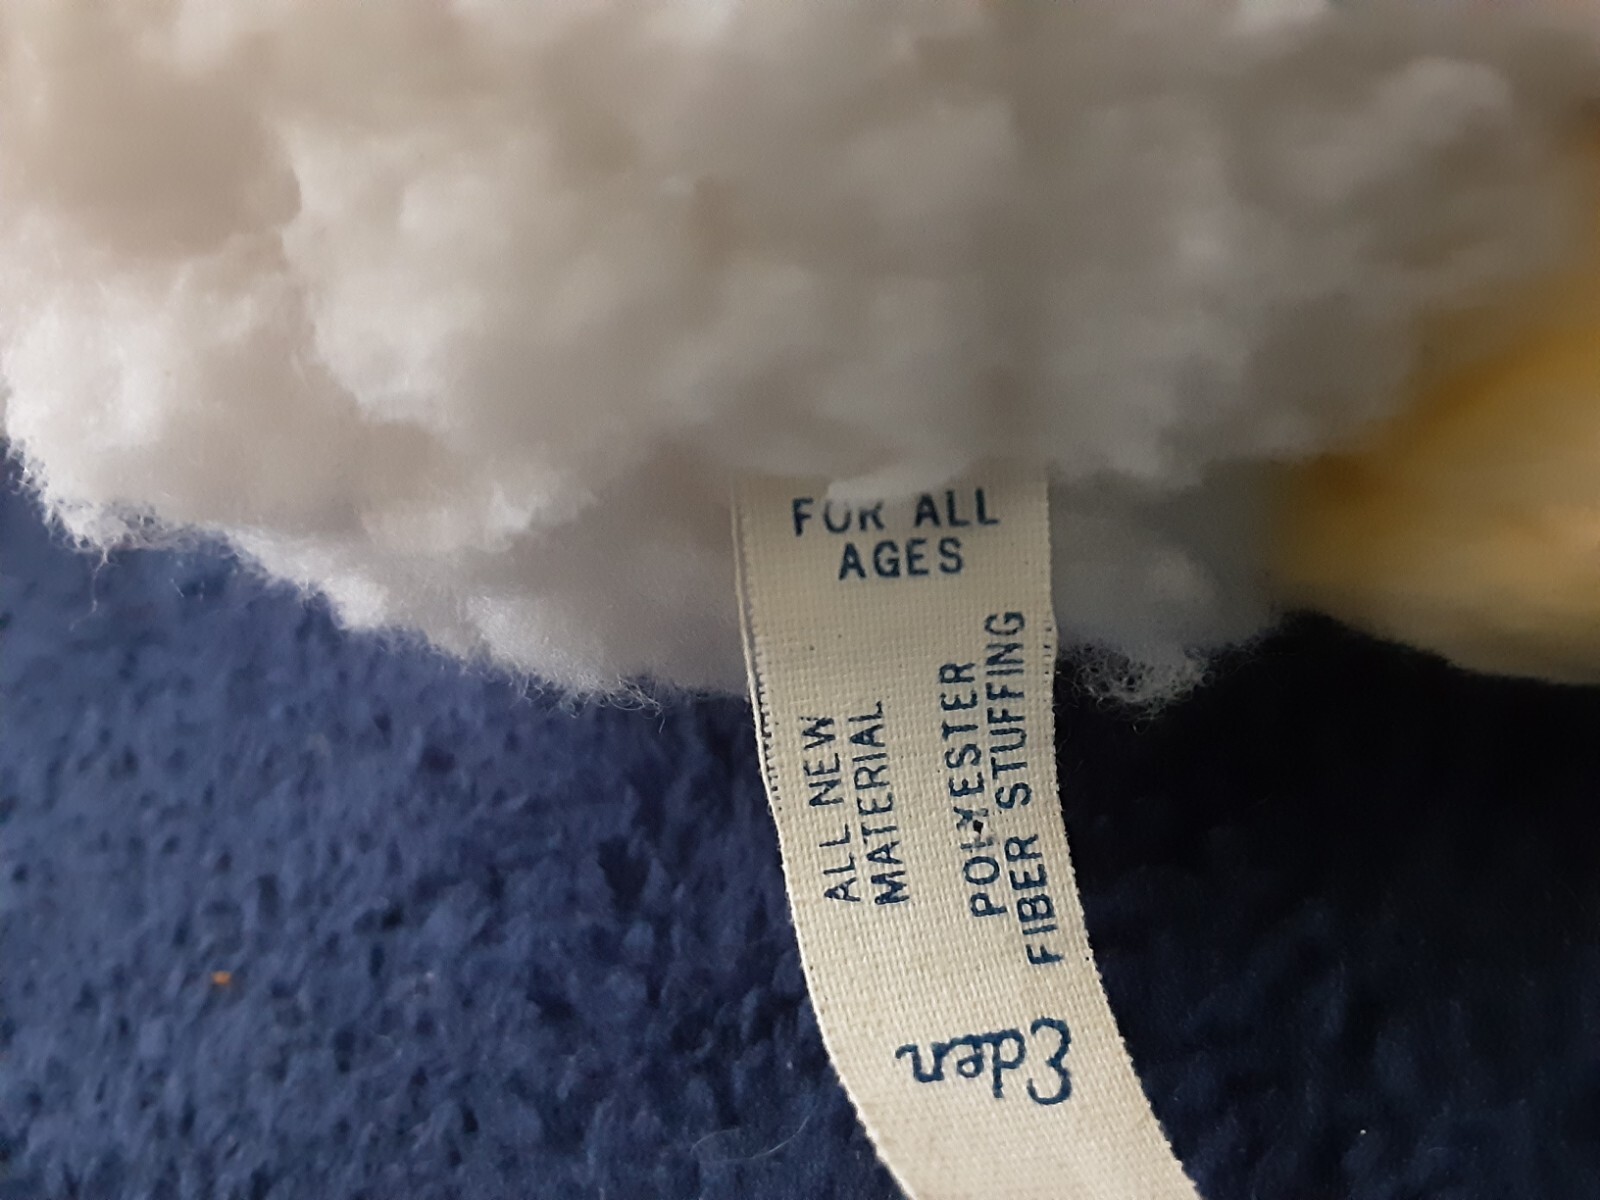 FOR ALL
AGES
ALL NEW
MATERIAL
POLYESTER
FIBER STUFFING
Eden